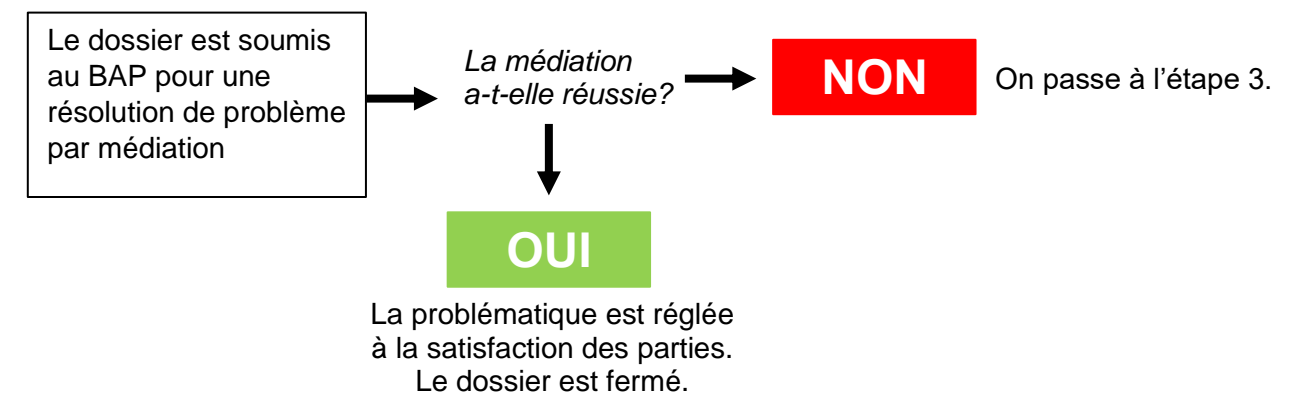 Le dossier est soumis
au BAP pour une
résolution de problème
par médiation
La médiation
a-t-elle réussie?
NON
On passe à l’étape 3.
OUI
La problématique est réglée
à la satisfaction des parties.
Le dossier est fermé.